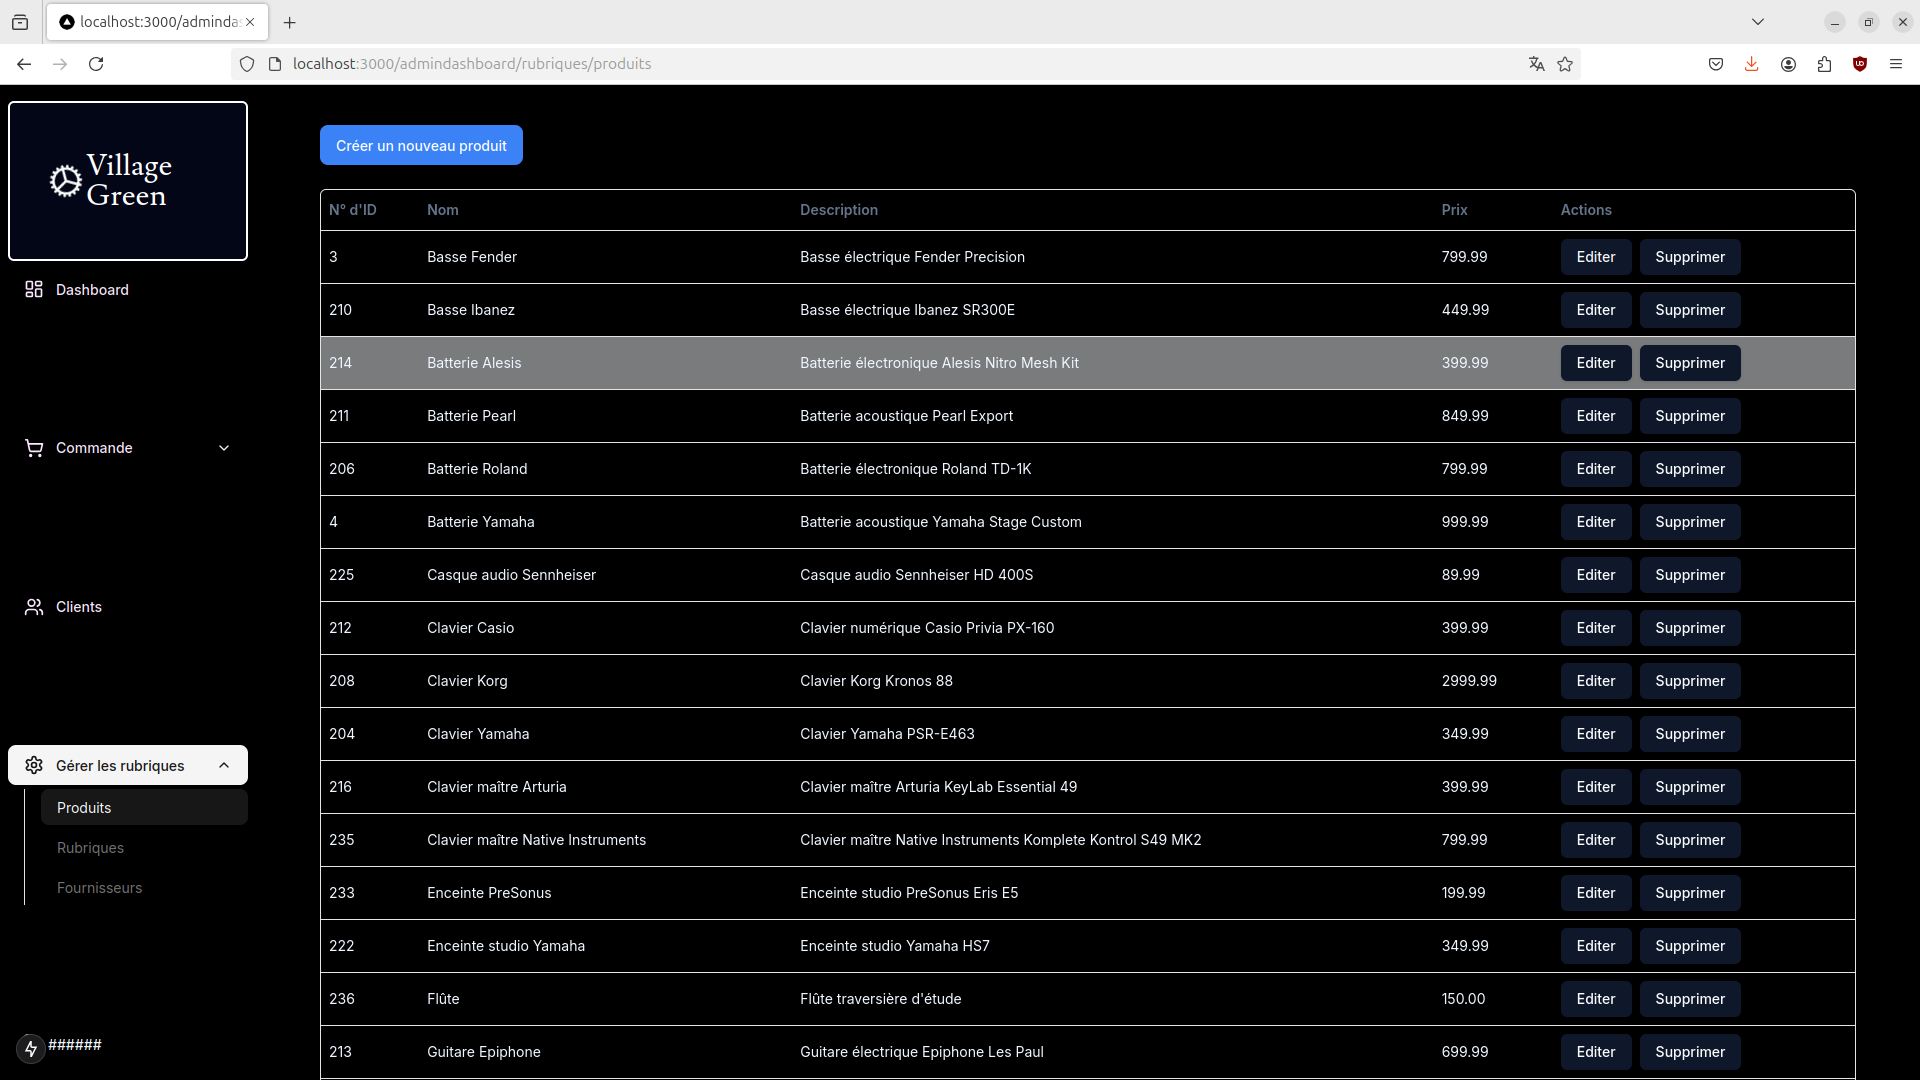 localhost:3000/adminda
localhost:3000/admindashboard/rubriques/produits
Village
Green
Dashboard
Commande
Clients
Gérer les rubriques
Produits
Rubriques
Fournisseurs
######
Créer un nouveau produit
N° d'ID Nom Description Prix Actions
3 Basse Fender Basse électrique Fender Precision 799.99 Editer Supprimer
210 Basse Ibanez Basse électrique Ibanez SR300E 449.99 Editer Supprimer
214 Batterie Alesis Batterie électronique Alesis Nitro Mesh Kit 399.99 Editer Supprimer
211 Batterie Pearl Batterie acoustique Pearl Export 849.99 Editer Supprimer
206 Batterie Roland Batterie électronique Roland TD-1K 799.99 Editer Supprimer
4 Batterie Yamaha Batterie acoustique Yamaha Stage Custom 999.99 Editer Supprimer
225 Casque audio Sennheiser Casque audio Sennheiser HD 400S 89.99 Editer Supprimer
212 Clavier Casio Clavier numérique Casio Privia PX-160 399.99 Editer Supprimer
208 Clavier Korg Clavier Korg Kronos 88 2999.99 Editer Supprimer
204 Clavier Yamaha Clavier Yamaha PSR-E463 349.99 Editer Supprimer
216 Clavier maître Arturia Clavier maître Arturia KeyLab Essential 49 399.99 Editer Supprimer
235 Clavier maître Native Instruments Clavier maître Native Instruments Komplete Kontrol S49 MK2 799.99 Editer Supprimer
233 Enceinte PreSonus Enceinte studio PreSonus Eris E5 199.99 Editer Supprimer
222 Enceinte studio Yamaha Enceinte studio Yamaha HS7 349.99 Editer Supprimer
236 Flûte Flûte traversière d'étude 150.00 Editer Supprimer
213 Guitare Epiphone Guitare électrique Epiphone Les Paul 699.99 Editer Supprimer